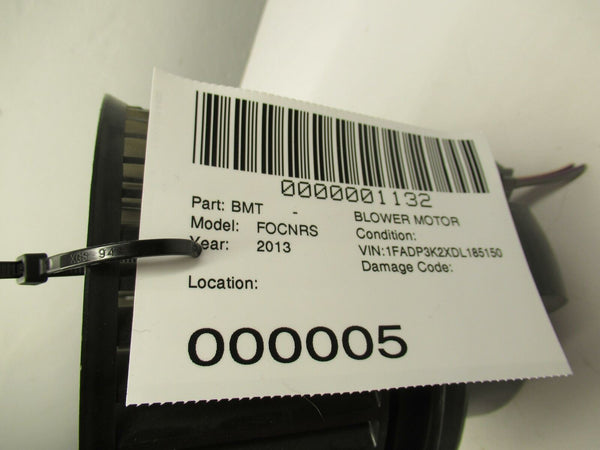 0000001132
Part: BMT - BLOWER MOTOR
Model: FOCNRS Condition:
Year: 2013 VIN:1FADP3K2XDL185150
Damage Code:
Location:
000005